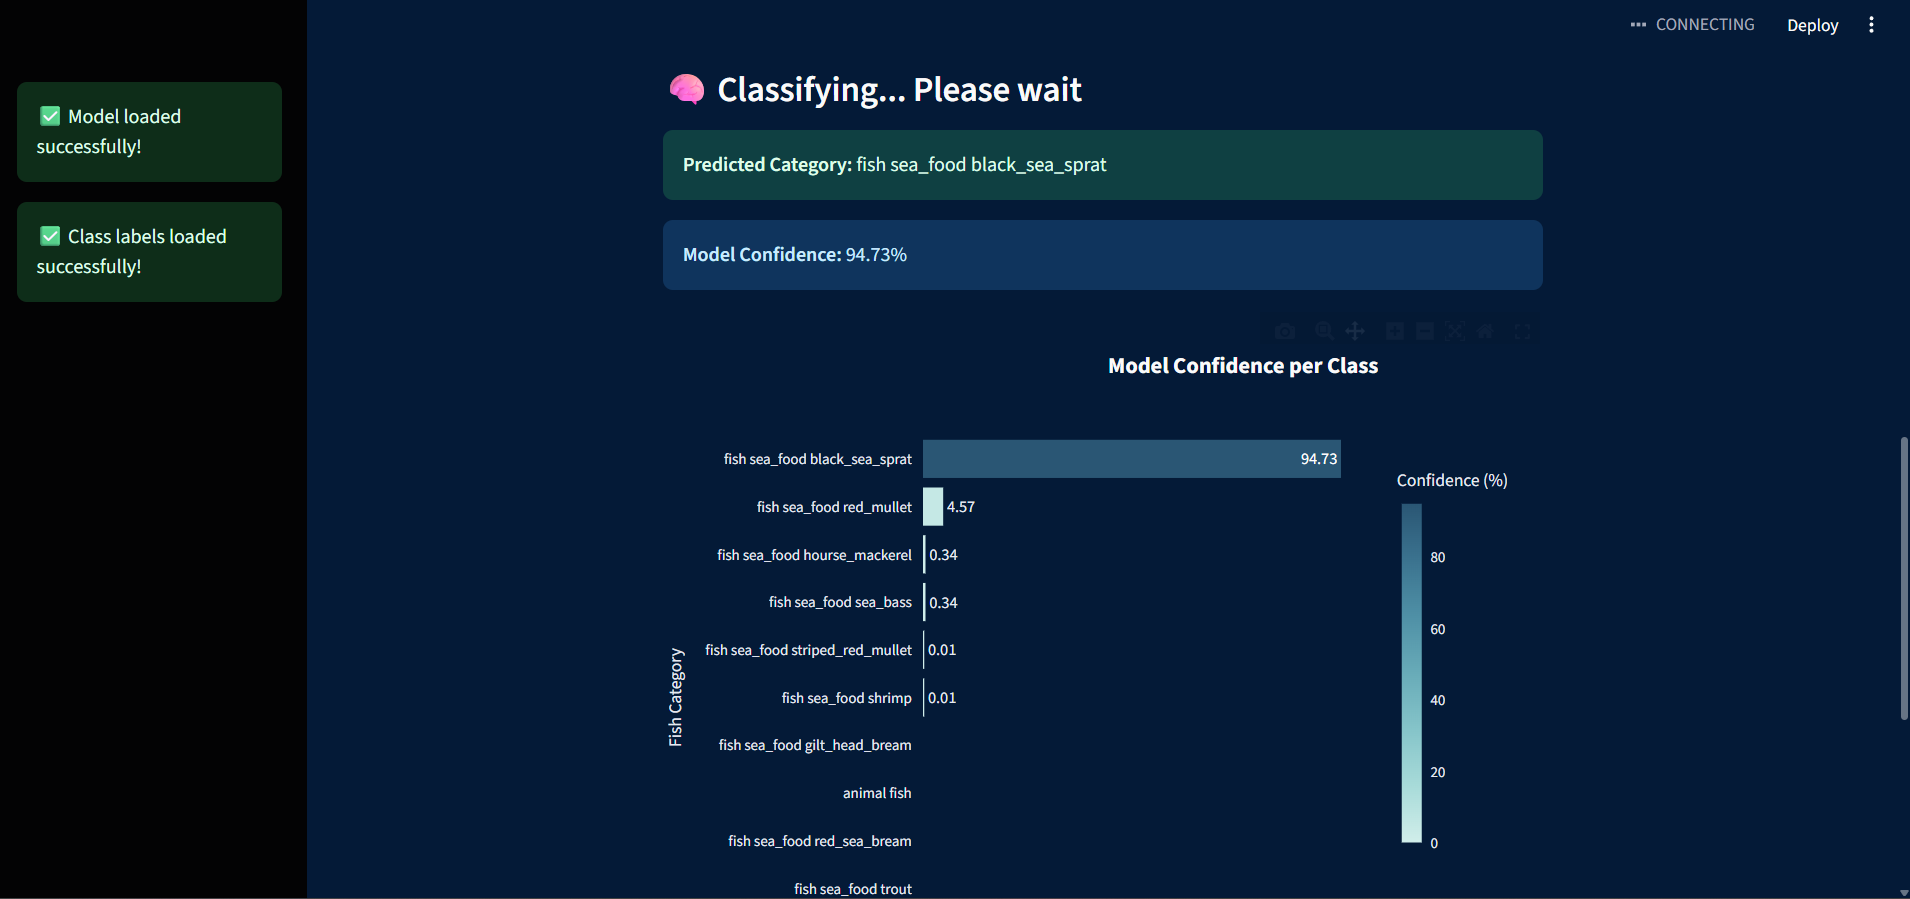 CONNECTING Deploy
Model loaded
successfully!
Class labels loaded
successfully!
Classifying... Please wait
Predicted Category: fish sea_food black_sea_sprat
Model Confidence: 94.73%
Model Confidence per Class
fish sea_food black_sea_sprat 94.73
fish sea_food red_mullet 4.57
fish sea_food hourse_mackerel 0.34
fish sea_food sea_bass 0.34
fish sea_food striped_red_mullet 0.01
fish sea_food shrimp 0.01
fish sea_food gilt_head_bream
animal fish
fish sea_food red_sea_bream
fish sea_food trout
Fish Category
Confidence (%)
80
60
40
20
0